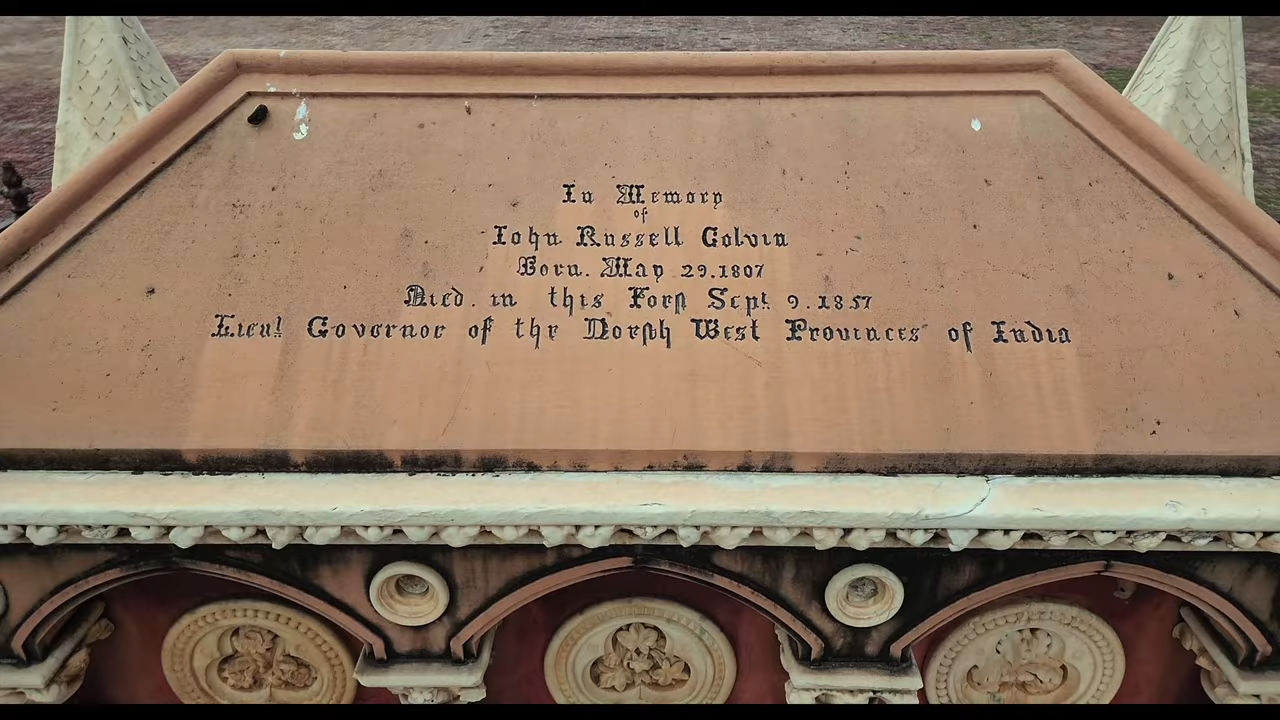 In Memory
of
Iohn Russell Colvin
Born. May 29.1807
Died. in this Fort Sept. 9.1857
Lieut. Governor of the North West Provinces of India